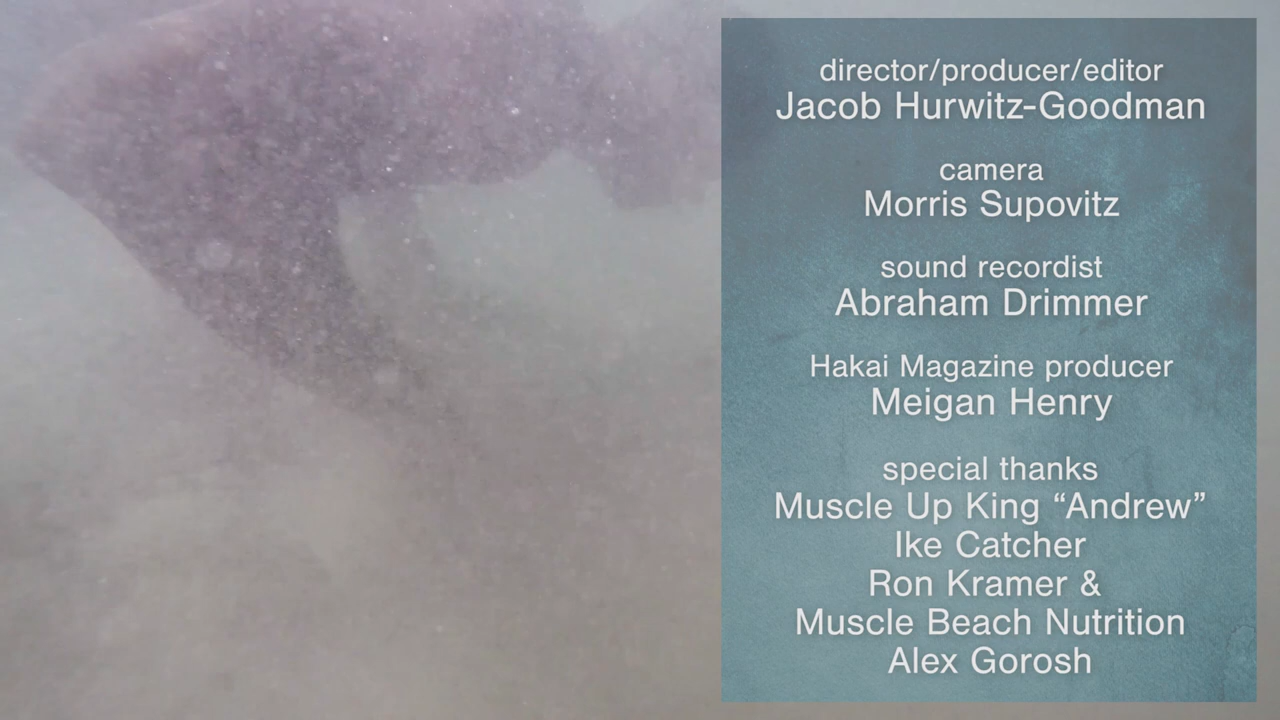 director/producer/editor
Jacob Hurwitz-Goodman
camera
Morris Supovitz
sound recordist
Abraham Drimmer
Hakai Magazine producer
Meigan Henry
special thanks
Muscle Up King “Andrew”
Ike Catcher
Ron Kramer &
Muscle Beach Nutrition
Alex Gorosh